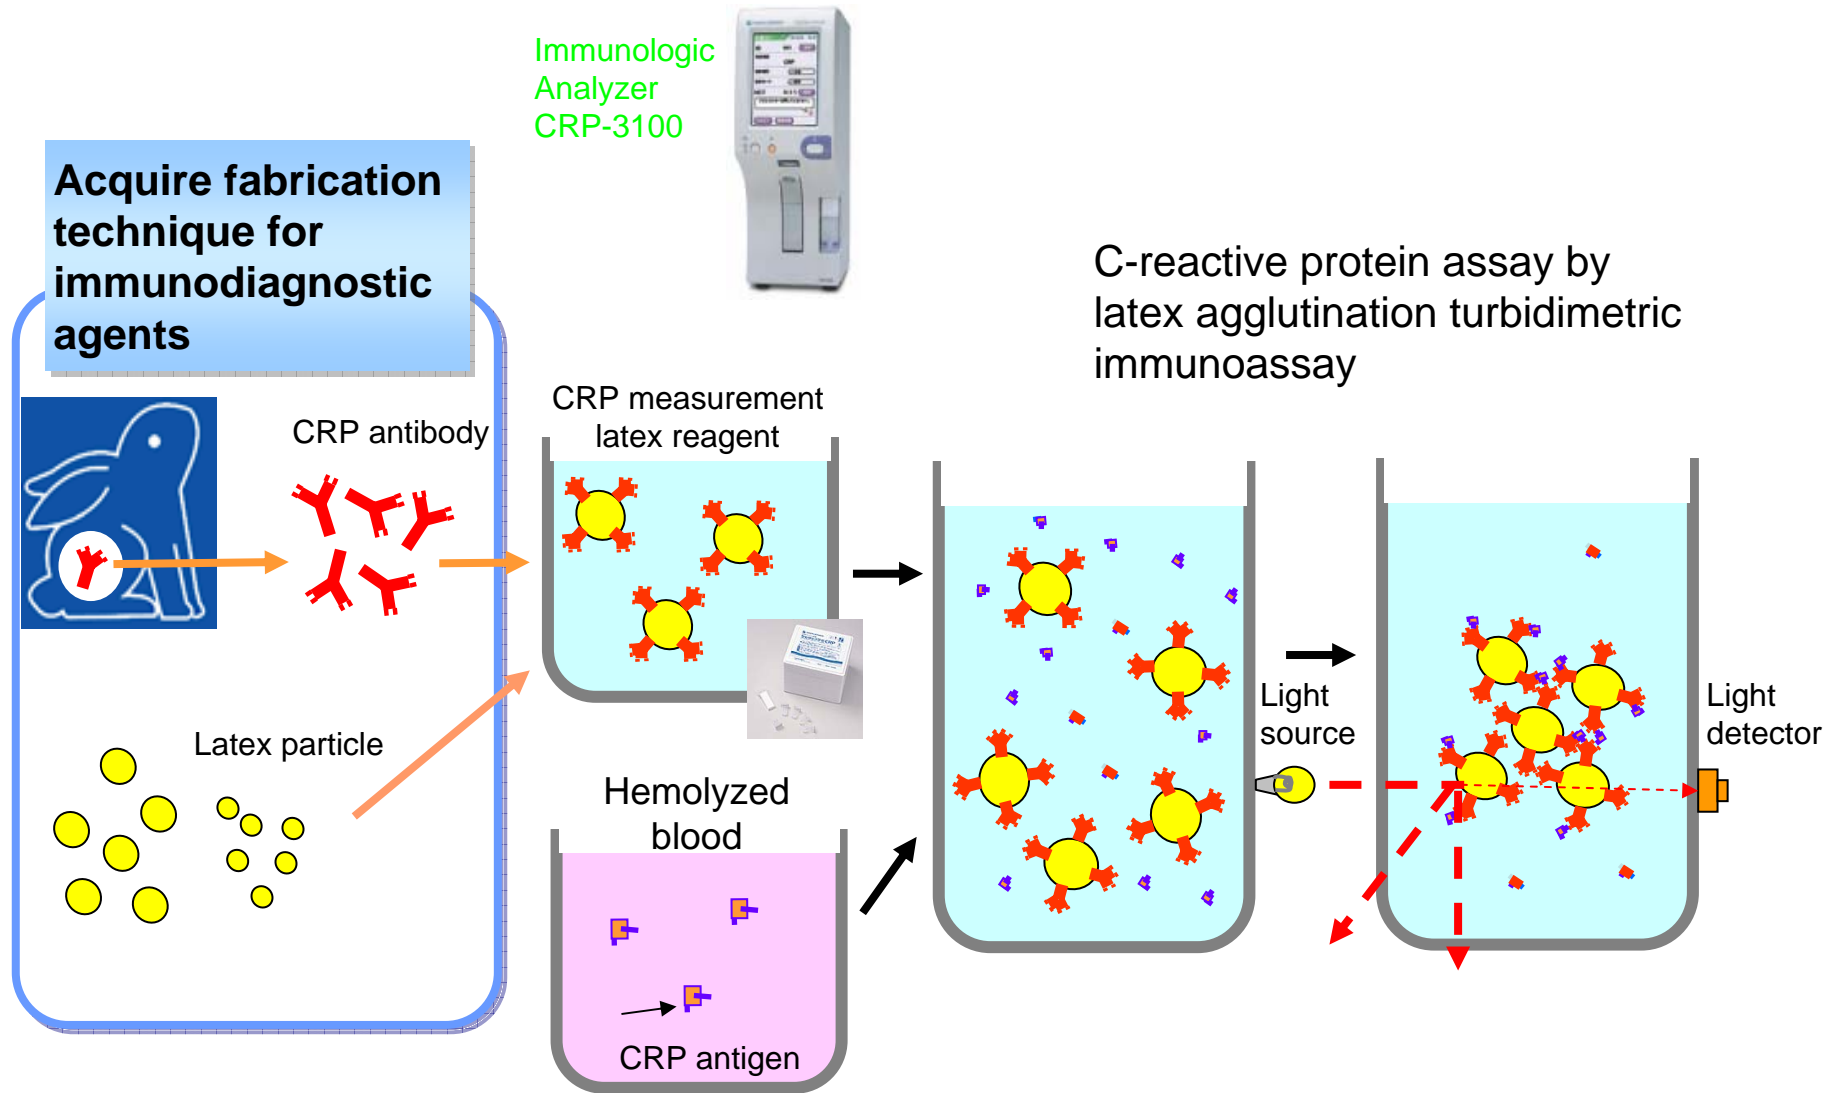 Immunologic
Analyzer
CRP-3100
Acquire fabrication
technique for
immunodiagnostic
agents
C-reactive protein assay by
latex agglutination turbidimetric
immunoassay
CRP antibody
CRP measurement
latex reagent
Latex particle
Hemolyzed
blood
CRP antigen
Light
source
Light
detector